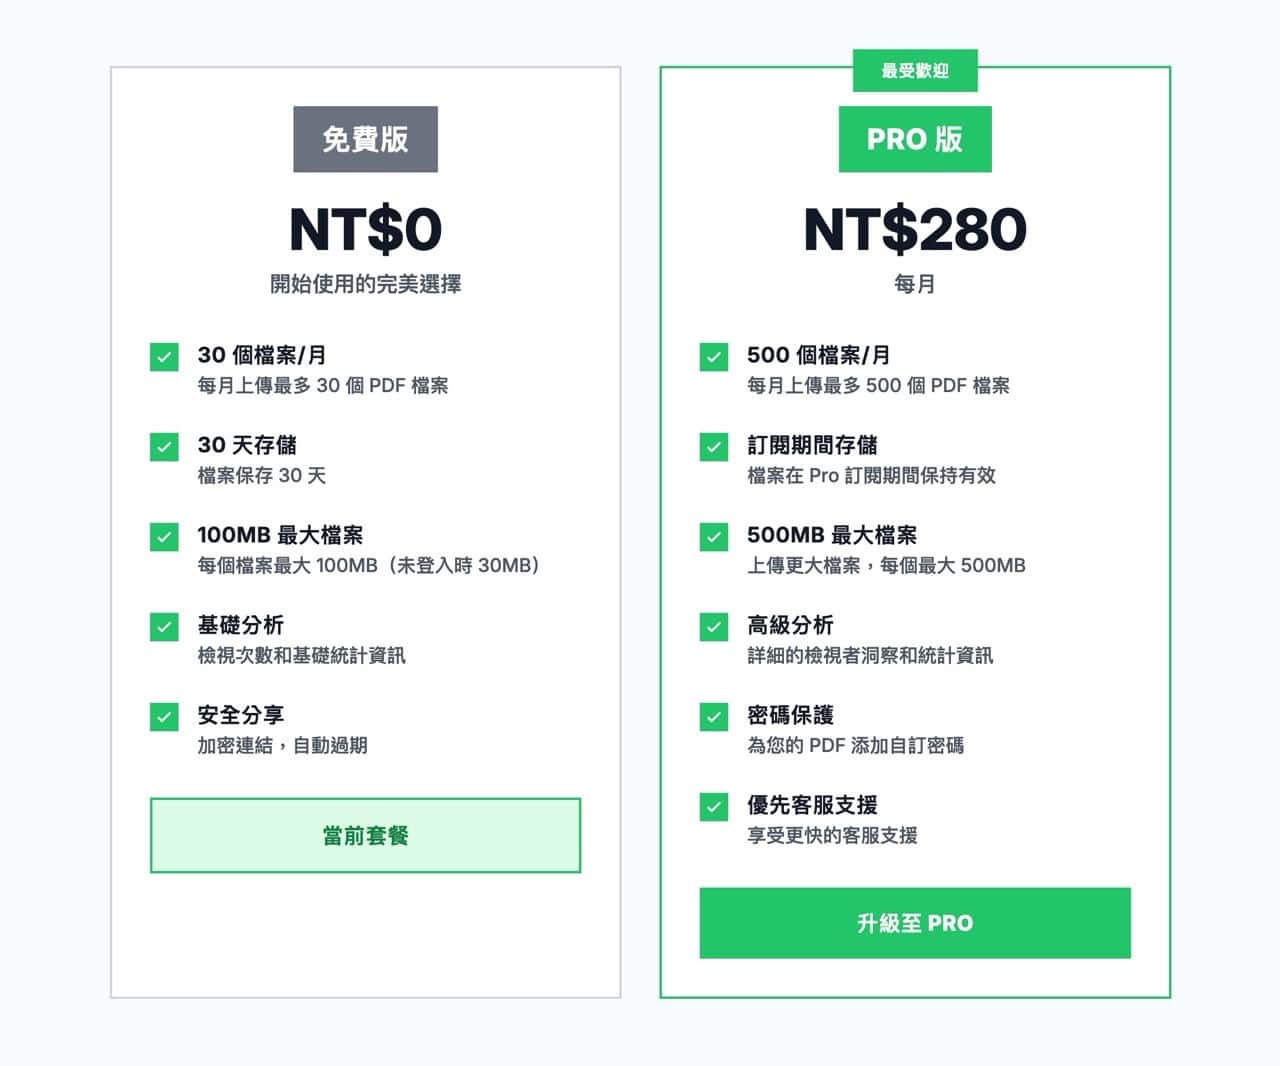 免費版
NT$0
開始使用的完美選擇
30 個檔案/月
每月上傳最多 30 個 PDF 檔案
30 天存儲
檔案保存 30 天
100MB 最大檔案
每個檔案最大 100MB（未登入時 30MB）
基礎分析
檢視次數和基礎統計資訊
安全分享
加密連結，自動過期
當前套餐
最受歡迎
PRO 版
NT$280
每月
500 個檔案/月
每月上傳最多 500 個 PDF 檔案
訂閱期間存儲
檔案在 Pro 訂閱期間保持有效
500MB 最大檔案
上傳更大檔案，每個最大 500MB
高級分析
詳細的檢視者洞察和統計資訊
密碼保護
為您的 PDF 添加自訂密碼
優先客服支援
享受更快的客服支援
升級至 PRO